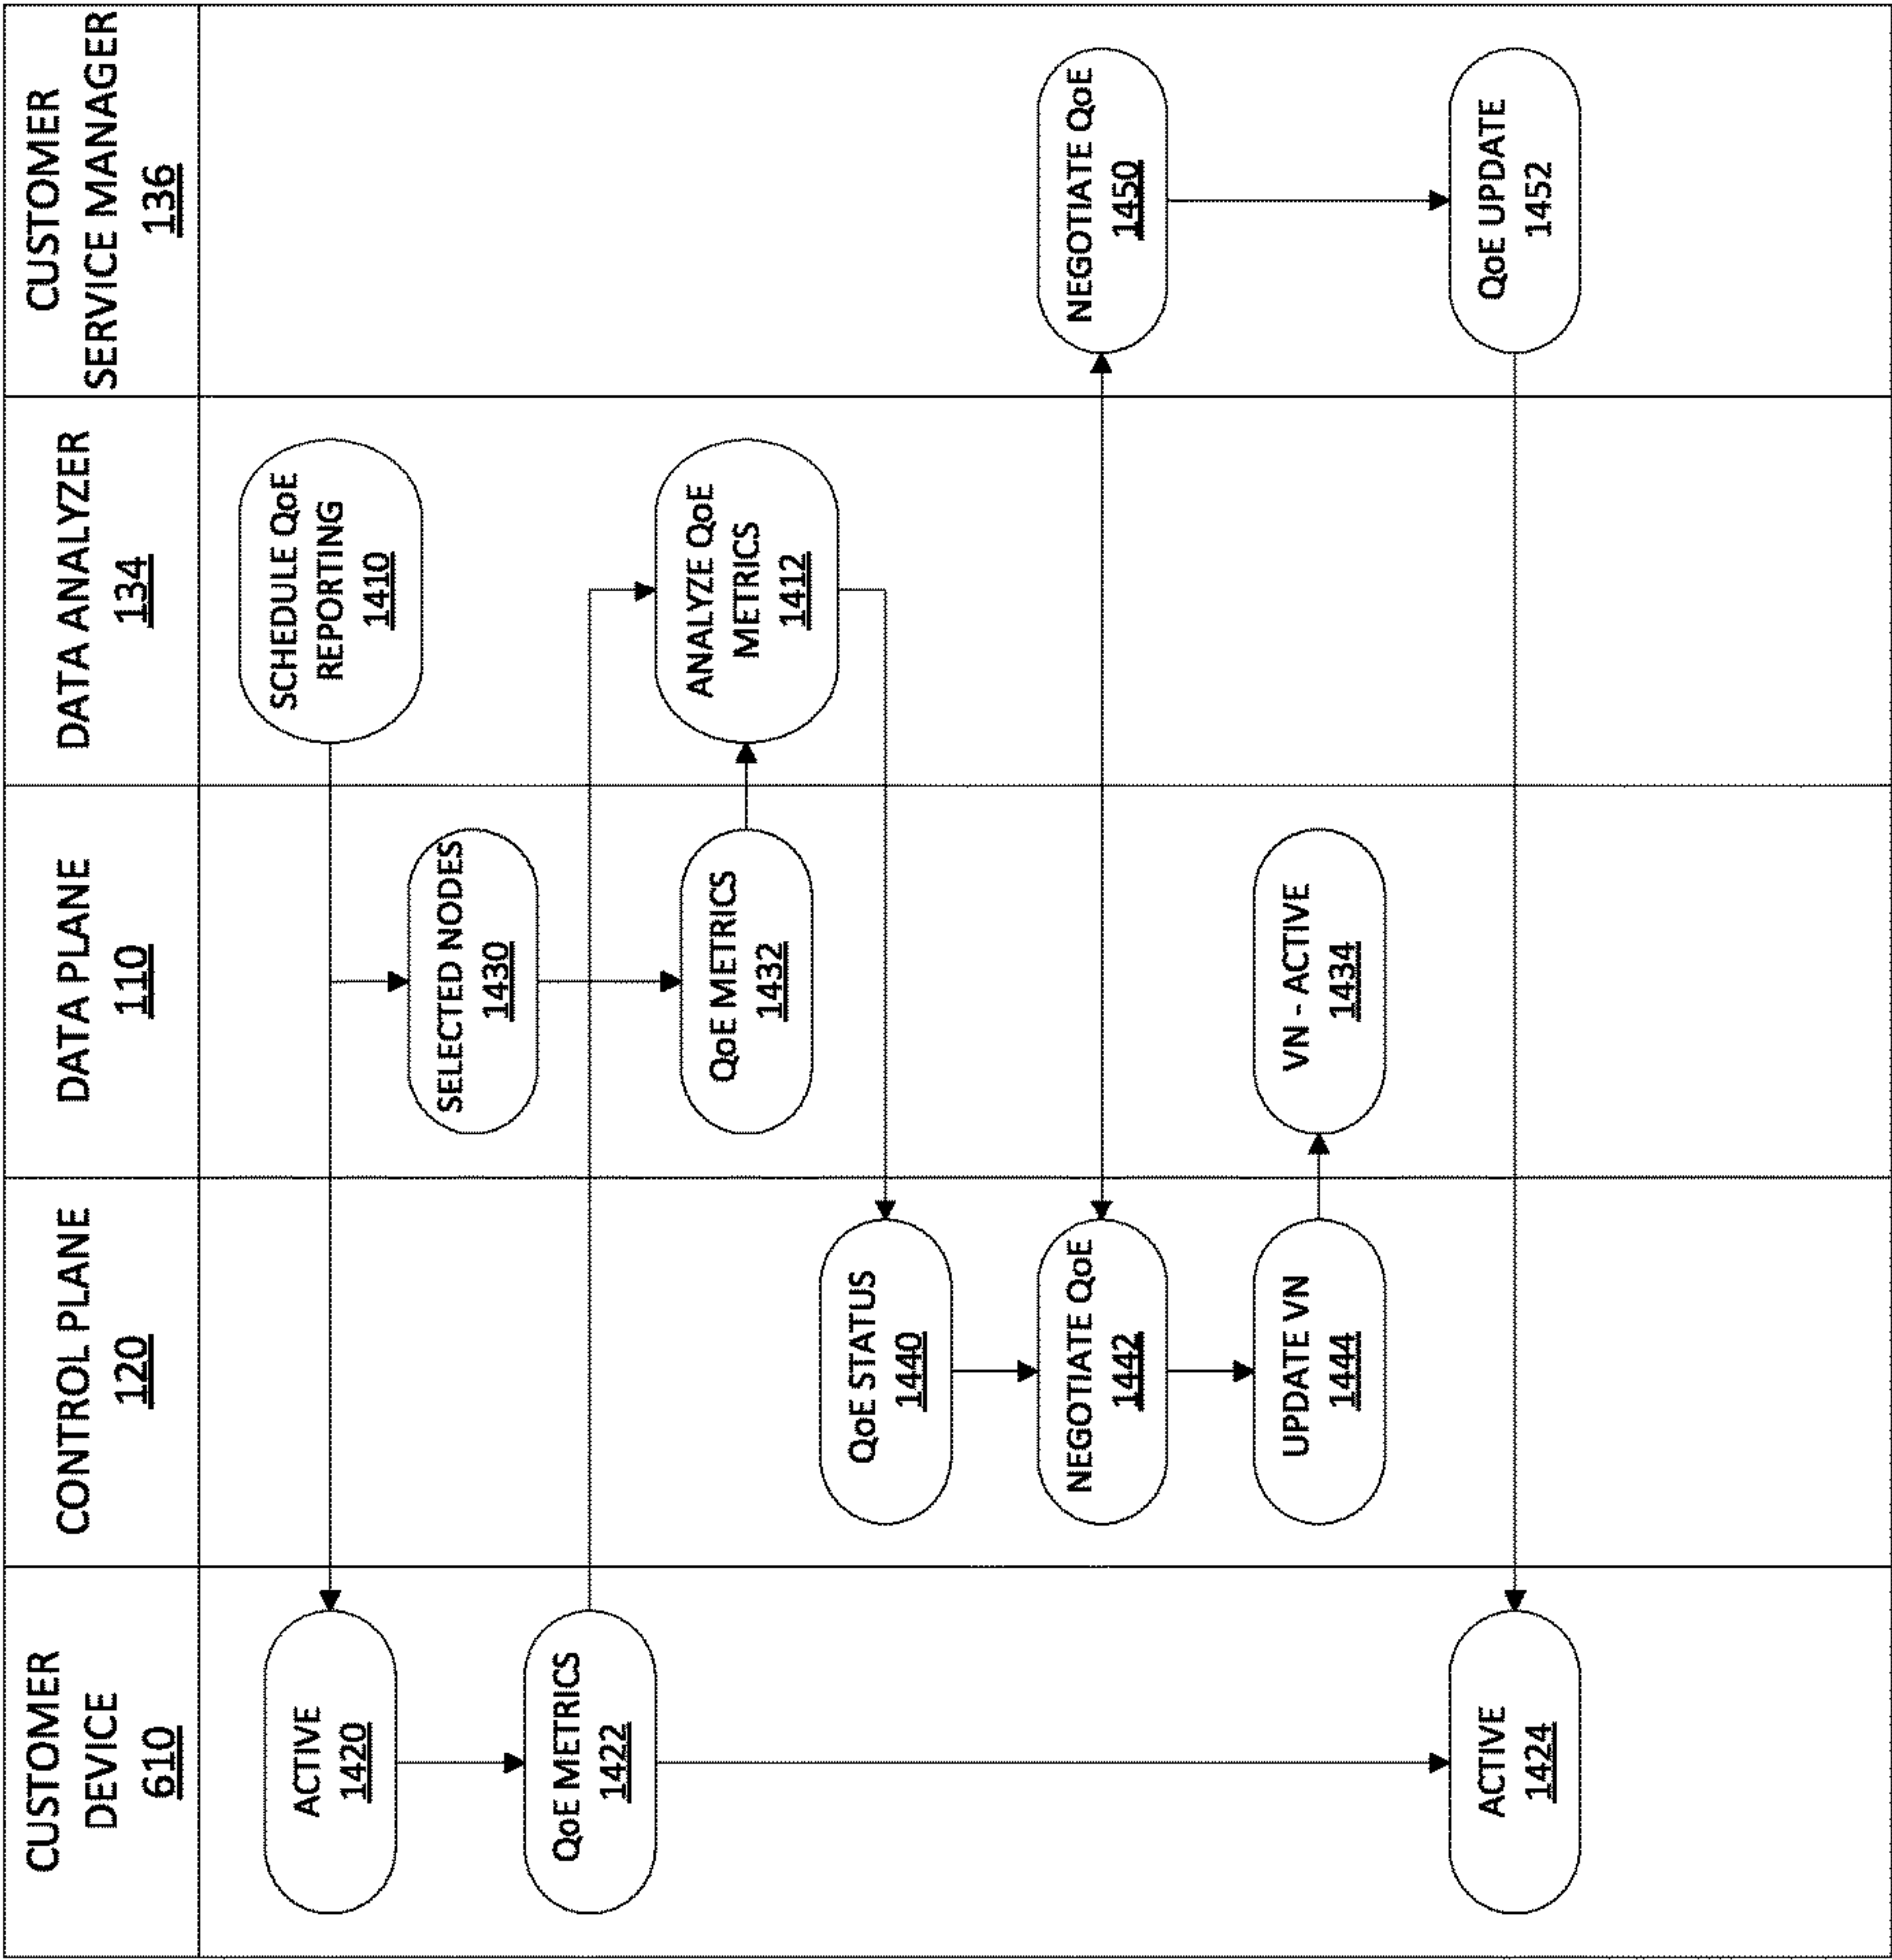 CUSTOMER
DEVICE
610
CONTROL PLANE
120
DATA PLANE
110
DATA ANALYZER
134
CUSTOMER
SERVICE MANAGER
136
SCHEDULE QoE
REPORTING
1410
ACTIVE
1420
SELECTED NODES
1430
QoE METRICS
1422
QoE METRICS
1432
ANALYZE QoE
METRICS
1412
QoE STATUS
1440
NEGOTIATE QoE
1442
NEGOTIATE QoE
1450
UPDATE VN
1444
VN - ACTIVE
1434
ACTIVE
1424
QoE UPDATE
1452